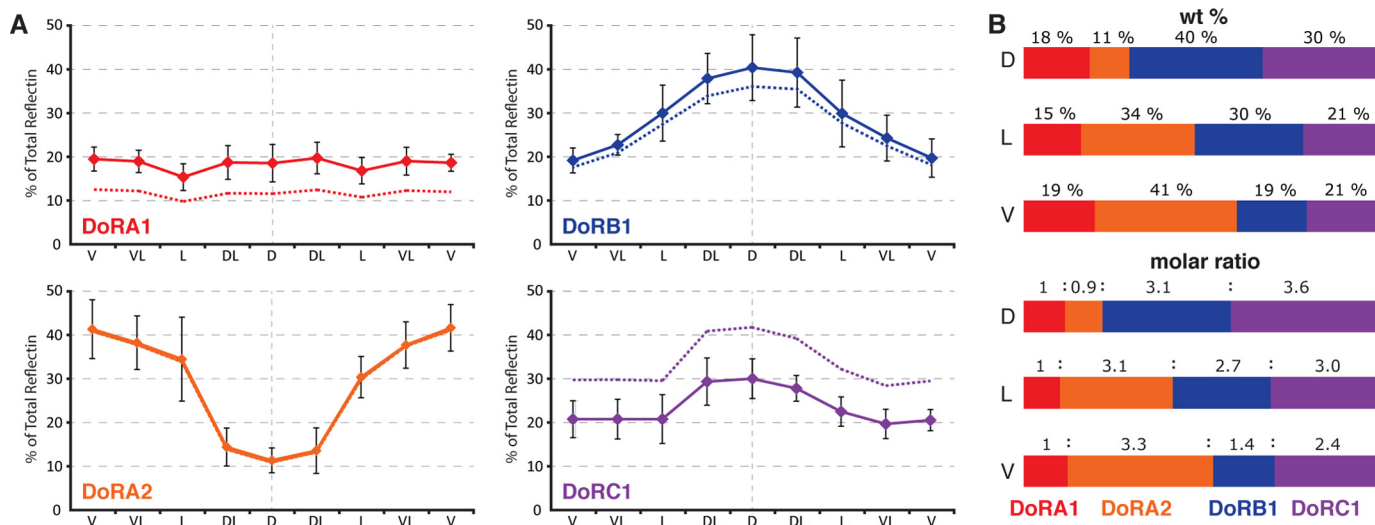 A
% of Total Reflectin
50
40
30
20
10
0
DoRA1
V VL L DL D DL L VL V
% of Total Reflectin
50
40
30
20
10
0
DoRB1
V VL L DL D DL L VL V
% of Total Reflectin
50
40
30
20
10
0
DoRA2
V VL L DL D DL L VL V
% of Total Reflectin
50
40
30
20
10
0
DoRC1
V VL L DL D DL L VL V
B
wt %
18 % 11 % 40 % 30 %
D
15 % 34 % 30 % 21 %
L
19 % 41 % 19 % 21 %
V
molar ratio
1 : 0.9 : 3.1 : 3.6
D
1 : 3.1 : 2.7 : 3.0
L
1 : 3.3 : 1.4 : 2.4
V
DoRA1 DoRA2 DoRB1 DoRC1